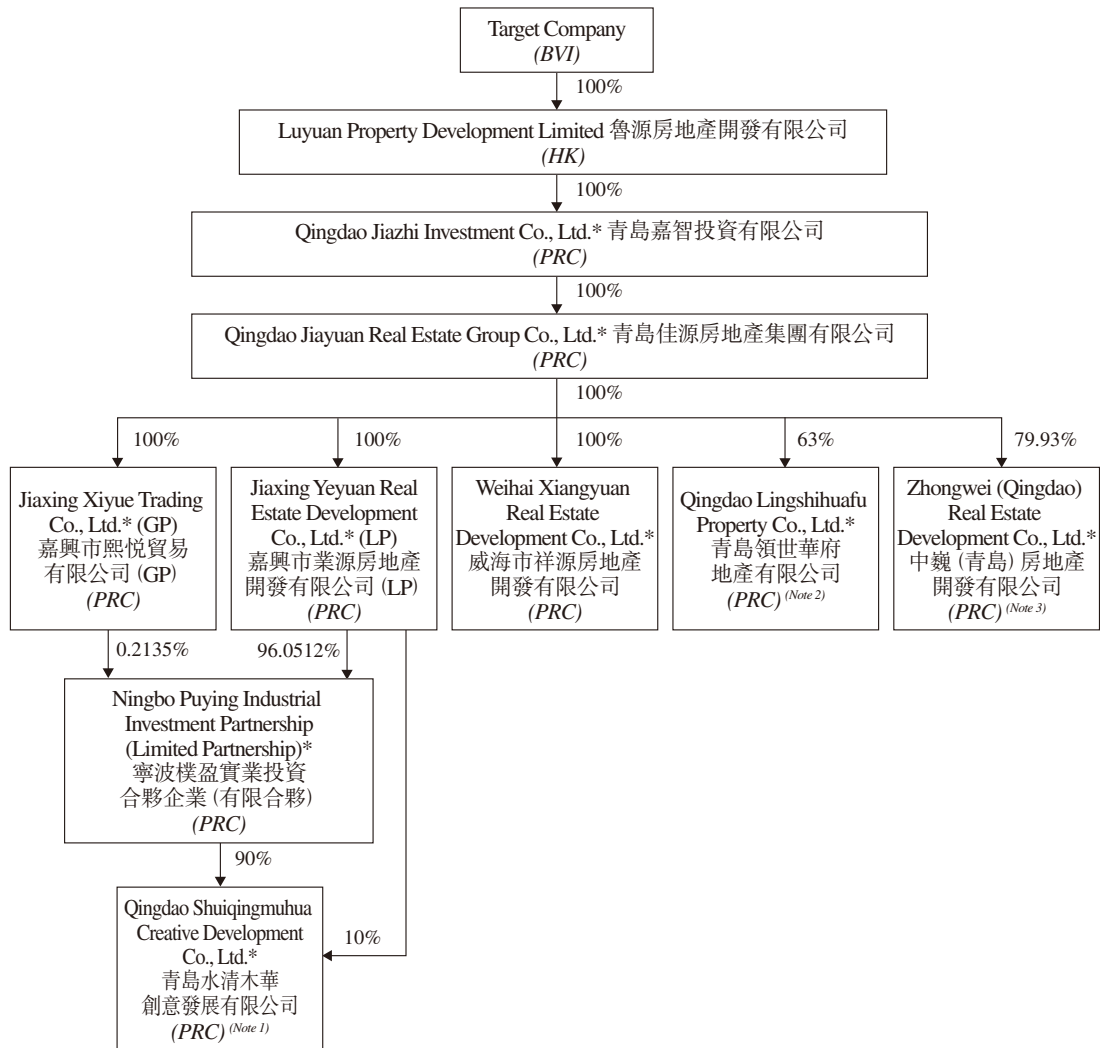 Target Company
(BVI)
100%
Luyuan Property Development Limited 魯源房地產開發有限公司
(HK)
100%
Qingdao Jiazhi Investment Co., Ltd.* 青島嘉智投資有限公司
(PRC)
100%
Qingdao Jiayuan Real Estate Group Co., Ltd.* 青島佳源房地產集團有限公司
(PRC)
100%
100%
100%
100%
63%
79.93%
Jiaxing Xiyue Trading
Co., Ltd.* (GP)
嘉興市熙悅貿易
有限公司 (GP)
(PRC)
Jiaxing Yeyuan Real
Estate Development
Co., Ltd.* (LP)
嘉興市業源房地產
開發有限公司 (LP)
(PRC)
Weihai Xiangyuan
Real Estate
Development Co., Ltd.*
威海市祥源房地產
開發有限公司
(PRC)
Qingdao Lingshihuafu
Property Co., Ltd.*
青島領世華府
地產有限公司
(PRC) (Note 2)
Zhongwei (Qingdao)
Real Estate
Development Co., Ltd.*
中巍 (青島) 房地產
開發有限公司
(PRC) (Note 3)
0.2135%
96.0512%
Ningbo Puying Industrial
Investment Partnership
(Limited Partnership)*
寧波樸盈實業投資
合夥企業 (有限合夥)
(PRC)
90%
Qingdao Shuiqingmuhua
Creative Development
Co., Ltd.*
青島水清木華
創意發展有限公司
(PRC) (Note 1)
10%